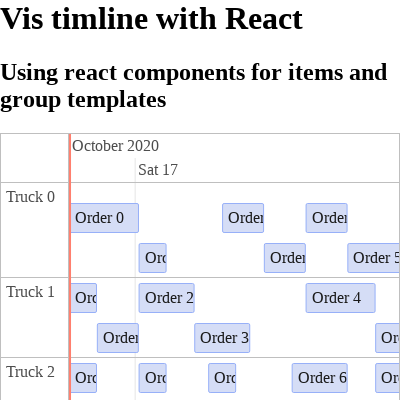 Vis timline with React
Using react components for items and
group templates
October 2020
Sat 17
Truck 0
Order 0
Order
Order
Ord
Order
Order 5
Truck 1
Ord
Order 2
Order 4
Order
Order 3
Or
Truck 2
Ord
Ord
Ord
Order 6
Or